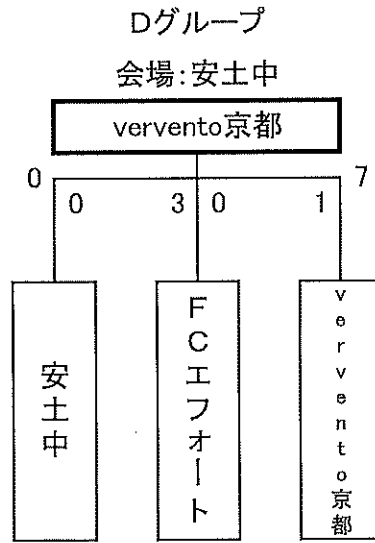 Dグループ
会場:安土中
vervento京都
0 7
0 3 0 1
安土中
FCエフォート
vervento京都